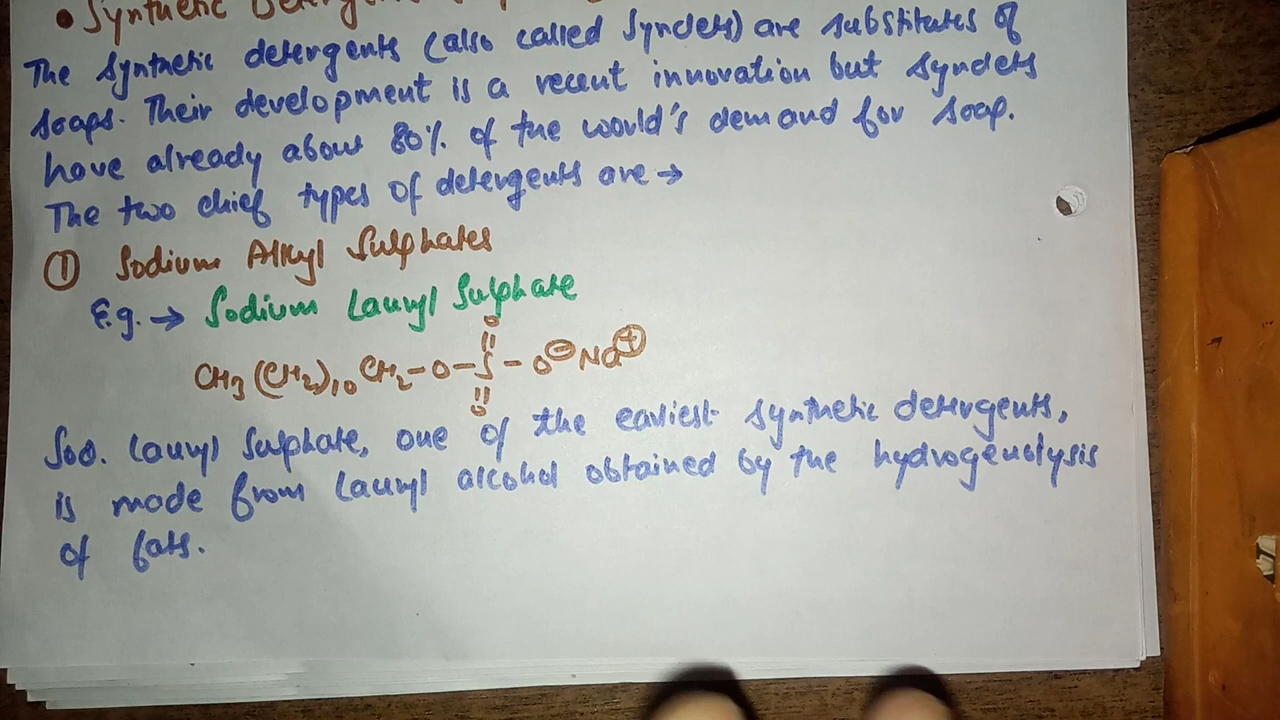 • Synthetic Detergents
The Synthetic detergents (also called Syndets) are substitutes of
soaps. Their development is a recent innovation but syndets
have already about 80% of the world's demand for soap.
The two chief types of detergents are →
① Sodium Alkyl Sulphates
E.g. → Sodium Lauryl Sulphate
O
||
CH3 (CH2)10 CH2-O-S-O⊖Na⊕
||
O
Sod. Lauryl Sulphate, one of the earliest synthetic detergents,
is made from Lauryl alcohol obtained by the hydrogenolysis
of fats.